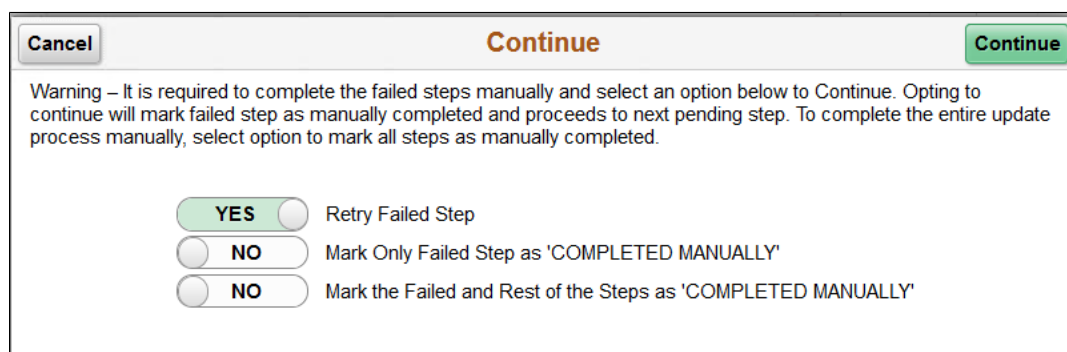 Cancel Continue Continue
Warning – It is required to complete the failed steps manually and select an option below to Continue. Opting to
continue will mark failed step as manually completed and proceeds to next pending step. To complete the entire update
process manually, select option to mark all steps as manually completed.
YES Retry Failed Step
NO Mark Only Failed Step as 'COMPLETED MANUALLY'
NO Mark the Failed and Rest of the Steps as 'COMPLETED MANUALLY'